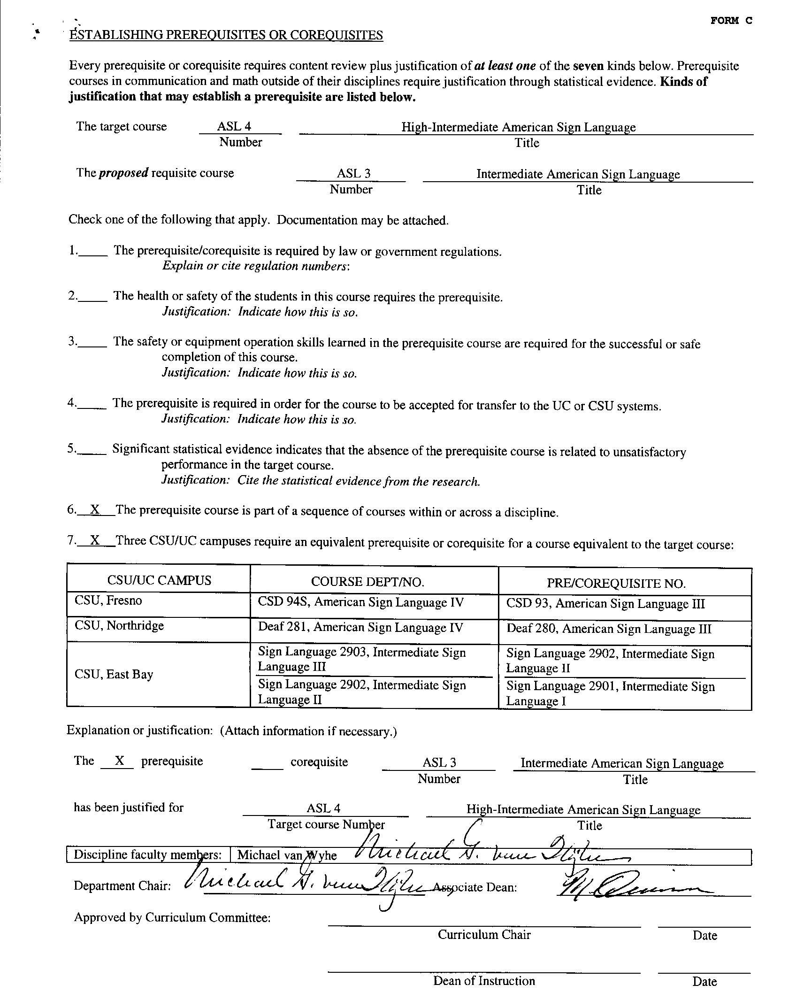 FORM C
ESTABLISHING PREREQUISITES OR COREQUISITES
Every prerequisite or corequisite requires content review plus justification of at least one of the seven kinds below. Prerequisite
courses in communication and math outside of their disciplines require justification through statistical evidence. Kinds of
justification that may establish a prerequisite are listed below.
The target course ASL 4 High-Intermediate American Sign Language
Number Title
The proposed requisite course ASL 3 Intermediate American Sign Language
Number Title
Check one of the following that apply. Documentation may be attached.
1.____ The prerequisite/corequisite is required by law or government regulations.
Explain or cite regulation numbers:
2.____ The health or safety of the students in this course requires the prerequisite.
Justification: Indicate how this is so.
3.____ The safety or equipment operation skills learned in the prerequisite course are required for the successful or safe
completion of this course.
Justification: Indicate how this is so.
4.____ The prerequisite is required in order for the course to be accepted for transfer to the UC or CSU systems.
Justification: Indicate how this is so.
5.____ Significant statistical evidence indicates that the absence of the prerequisite course is related to unsatisfactory
performance in the target course.
Justification: Cite the statistical evidence from the research.
6.__X__The prerequisite course is part of a sequence of courses within or across a discipline.
7.__X__Three CSU/UC campuses require an equivalent prerequisite or corequisite for a course equivalent to the target course:
CSU/UC CAMPUS COURSE DEPT/NO. PRE/COREQUISITE NO.
CSU, Fresno CSD 94S, American Sign Language IV CSD 93, American Sign Language III
CSU, Northridge Deaf 281, American Sign Language IV Deaf 280, American Sign Language III
Sign Language 2903, Intermediate Sign Sign Language 2902, Intermediate Sign
Language III Language II
CSU, East Bay
Sign Language 2902, Intermediate Sign Sign Language 2901, Intermediate Sign
Language II Language I
Explanation or justification: (Attach information if necessary.)
The __X__ prerequisite ____ corequisite ASL 3 Intermediate American Sign Language
Number Title
has been justified for ASL 4 High-Intermediate American Sign Language
Target course Number Title
Discipline faculty members: Michael van Wyhe Michael G. van Wyhe
Department Chair: Michael G. van Wyhe Associate Dean:
Approved by Curriculum Committee:
Curriculum Chair Date
Dean of Instruction Date